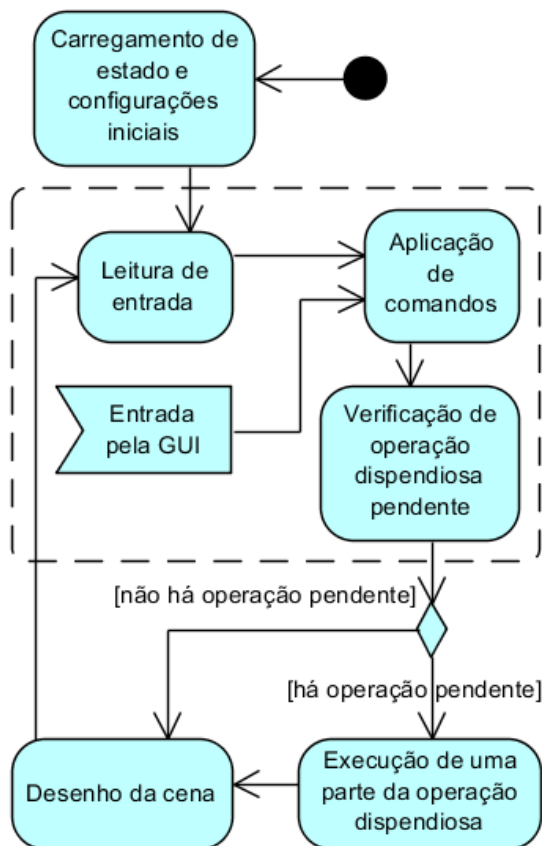 Carregamento de
estado e
configurações
iniciais
Leitura de
entrada
Aplicação
de
comandos
Entrada
pela GUI
Verificação de
operação
dispendiosa
pendente
[não há operação pendente]
[há operação pendente]
Desenho da cena
Execução de uma
parte da operação
dispendiosa